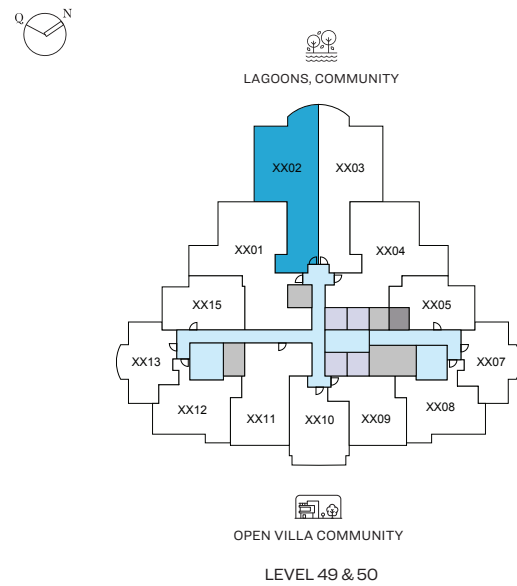 Q N
LAGOONS, COMMUNITY
XX02 XX03
XX01 XX04
XX15 XX05
XX13 XX07
XX12 XX11 XX10 XX09 XX08
OPEN VILLA COMMUNITY
LEVEL 49 & 50